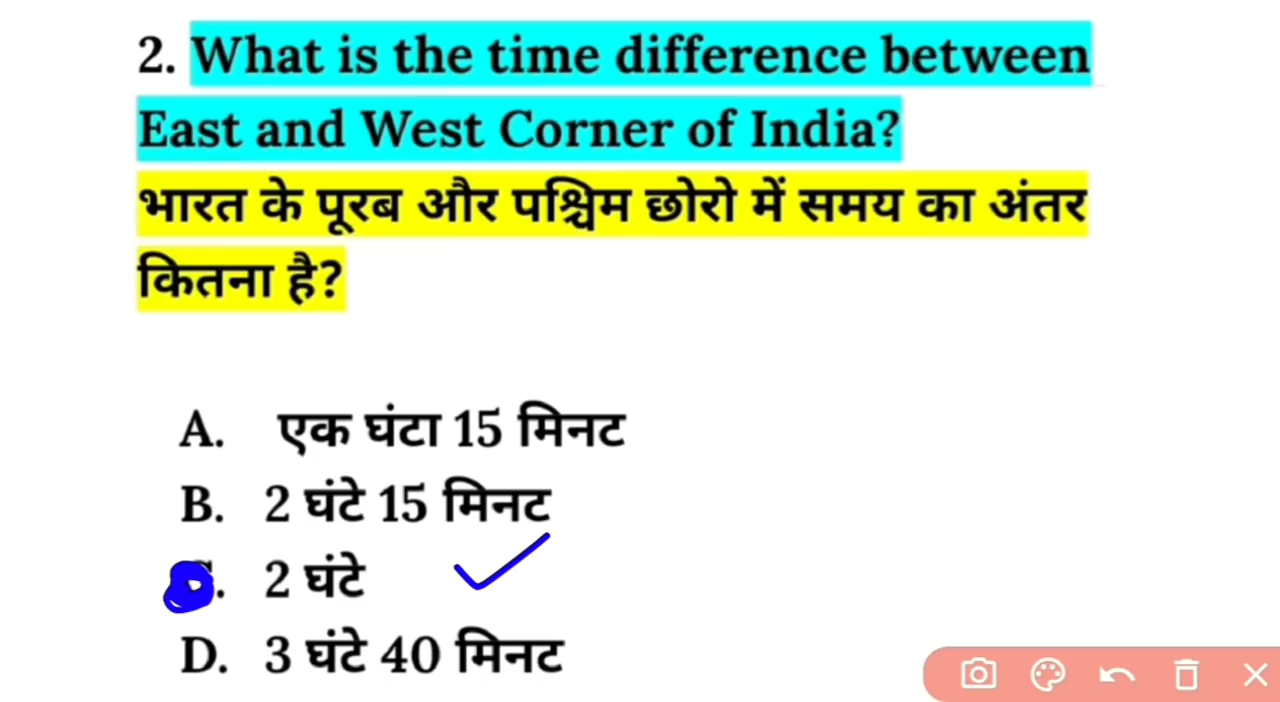 2. What is the time difference between
East and West Corner of India?
भारत के पूरब और पश्चिम छोरो में समय का अंतर
कितना है?
A. एक घंटा 15 मिनट
B. 2 घंटे 15 मिनट
C. 2 घंटे
D. 3 घंटे 40 मिनट